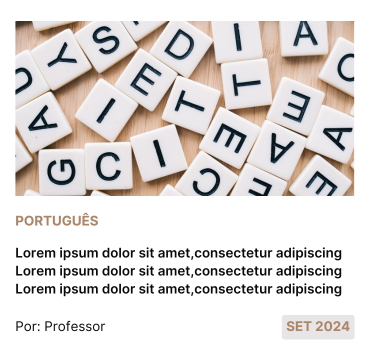 Y S D I A
U I E T C
A I T E A
G C I E A
C E E
PORTUGUÊS
Lorem ipsum dolor sit amet,consectetur adipiscing
Lorem ipsum dolor sit amet,consectetur adipiscing
Lorem ipsum dolor sit amet,consectetur adipiscing
Por: Professor
SET 2024